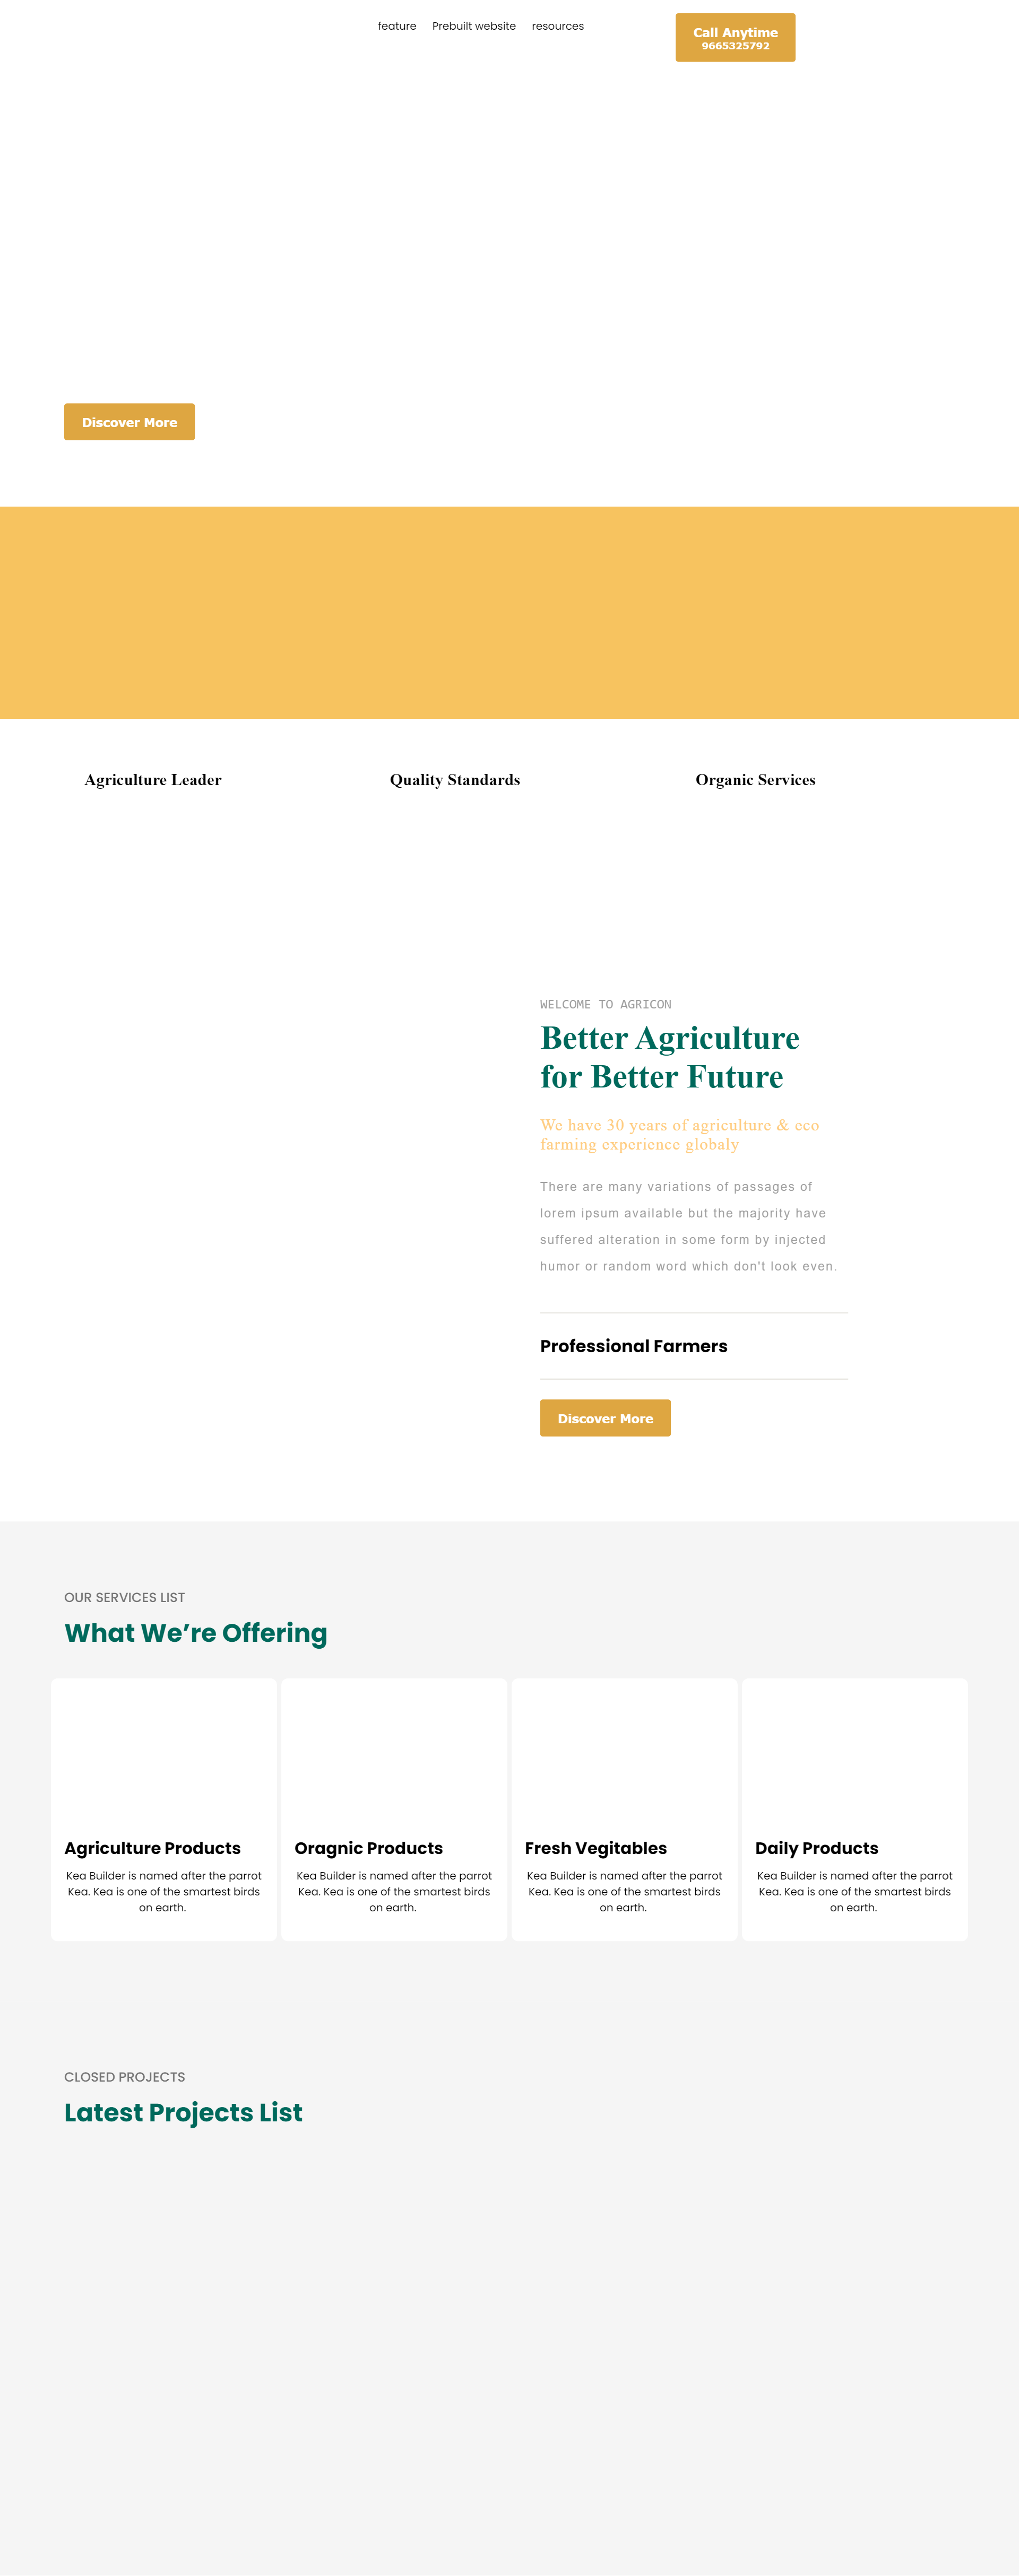 feature Prebuilt website resources
Call Anytime
9665325792
Discover More
Agriculture Leader
Quality Standards
Organic Services
WELCOME TO AGRICON
Better Agriculture
for Better Future
We have 30 years of agriculture & eco
farming experience globaly
There are many variations of passages of
lorem ipsum available but the majority have
suffered alteration in some form by injected
humor or random word which don't look even.
Professional Farmers
Discover More
OUR SERVICES LIST
What We’re Offering
Agriculture Products
Kea Builder is named after the parrot
Kea. Kea is one of the smartest birds
on earth.
Oragnic Products
Kea Builder is named after the parrot
Kea. Kea is one of the smartest birds
on earth.
Fresh Vegitables
Kea Builder is named after the parrot
Kea. Kea is one of the smartest birds
on earth.
Daily Products
Kea Builder is named after the parrot
Kea. Kea is one of the smartest birds
on earth.
CLOSED PROJECTS
Latest Projects List